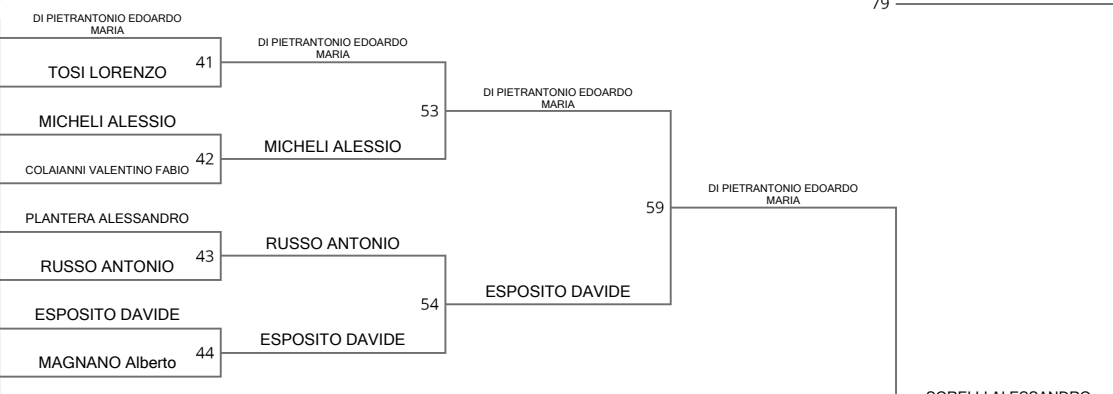 79
DI PIETRANTONIO EDOARDO
MARIA
41
TOSI LORENZO
DI PIETRANTONIO EDOARDO
MARIA
53
DI PIETRANTONIO EDOARDO
MARIA
MICHELI ALESSIO
42
COLAIANNI VALENTINO FABIO
MICHELI ALESSIO
59
DI PIETRANTONIO EDOARDO
MARIA
PLANTERA ALESSANDRO
43
RUSSO ANTONIO
RUSSO ANTONIO
54
ESPOSITO DAVIDE
ESPOSITO DAVIDE
44
MAGNANO Alberto
ESPOSITO DAVIDE
ALESSANDRO